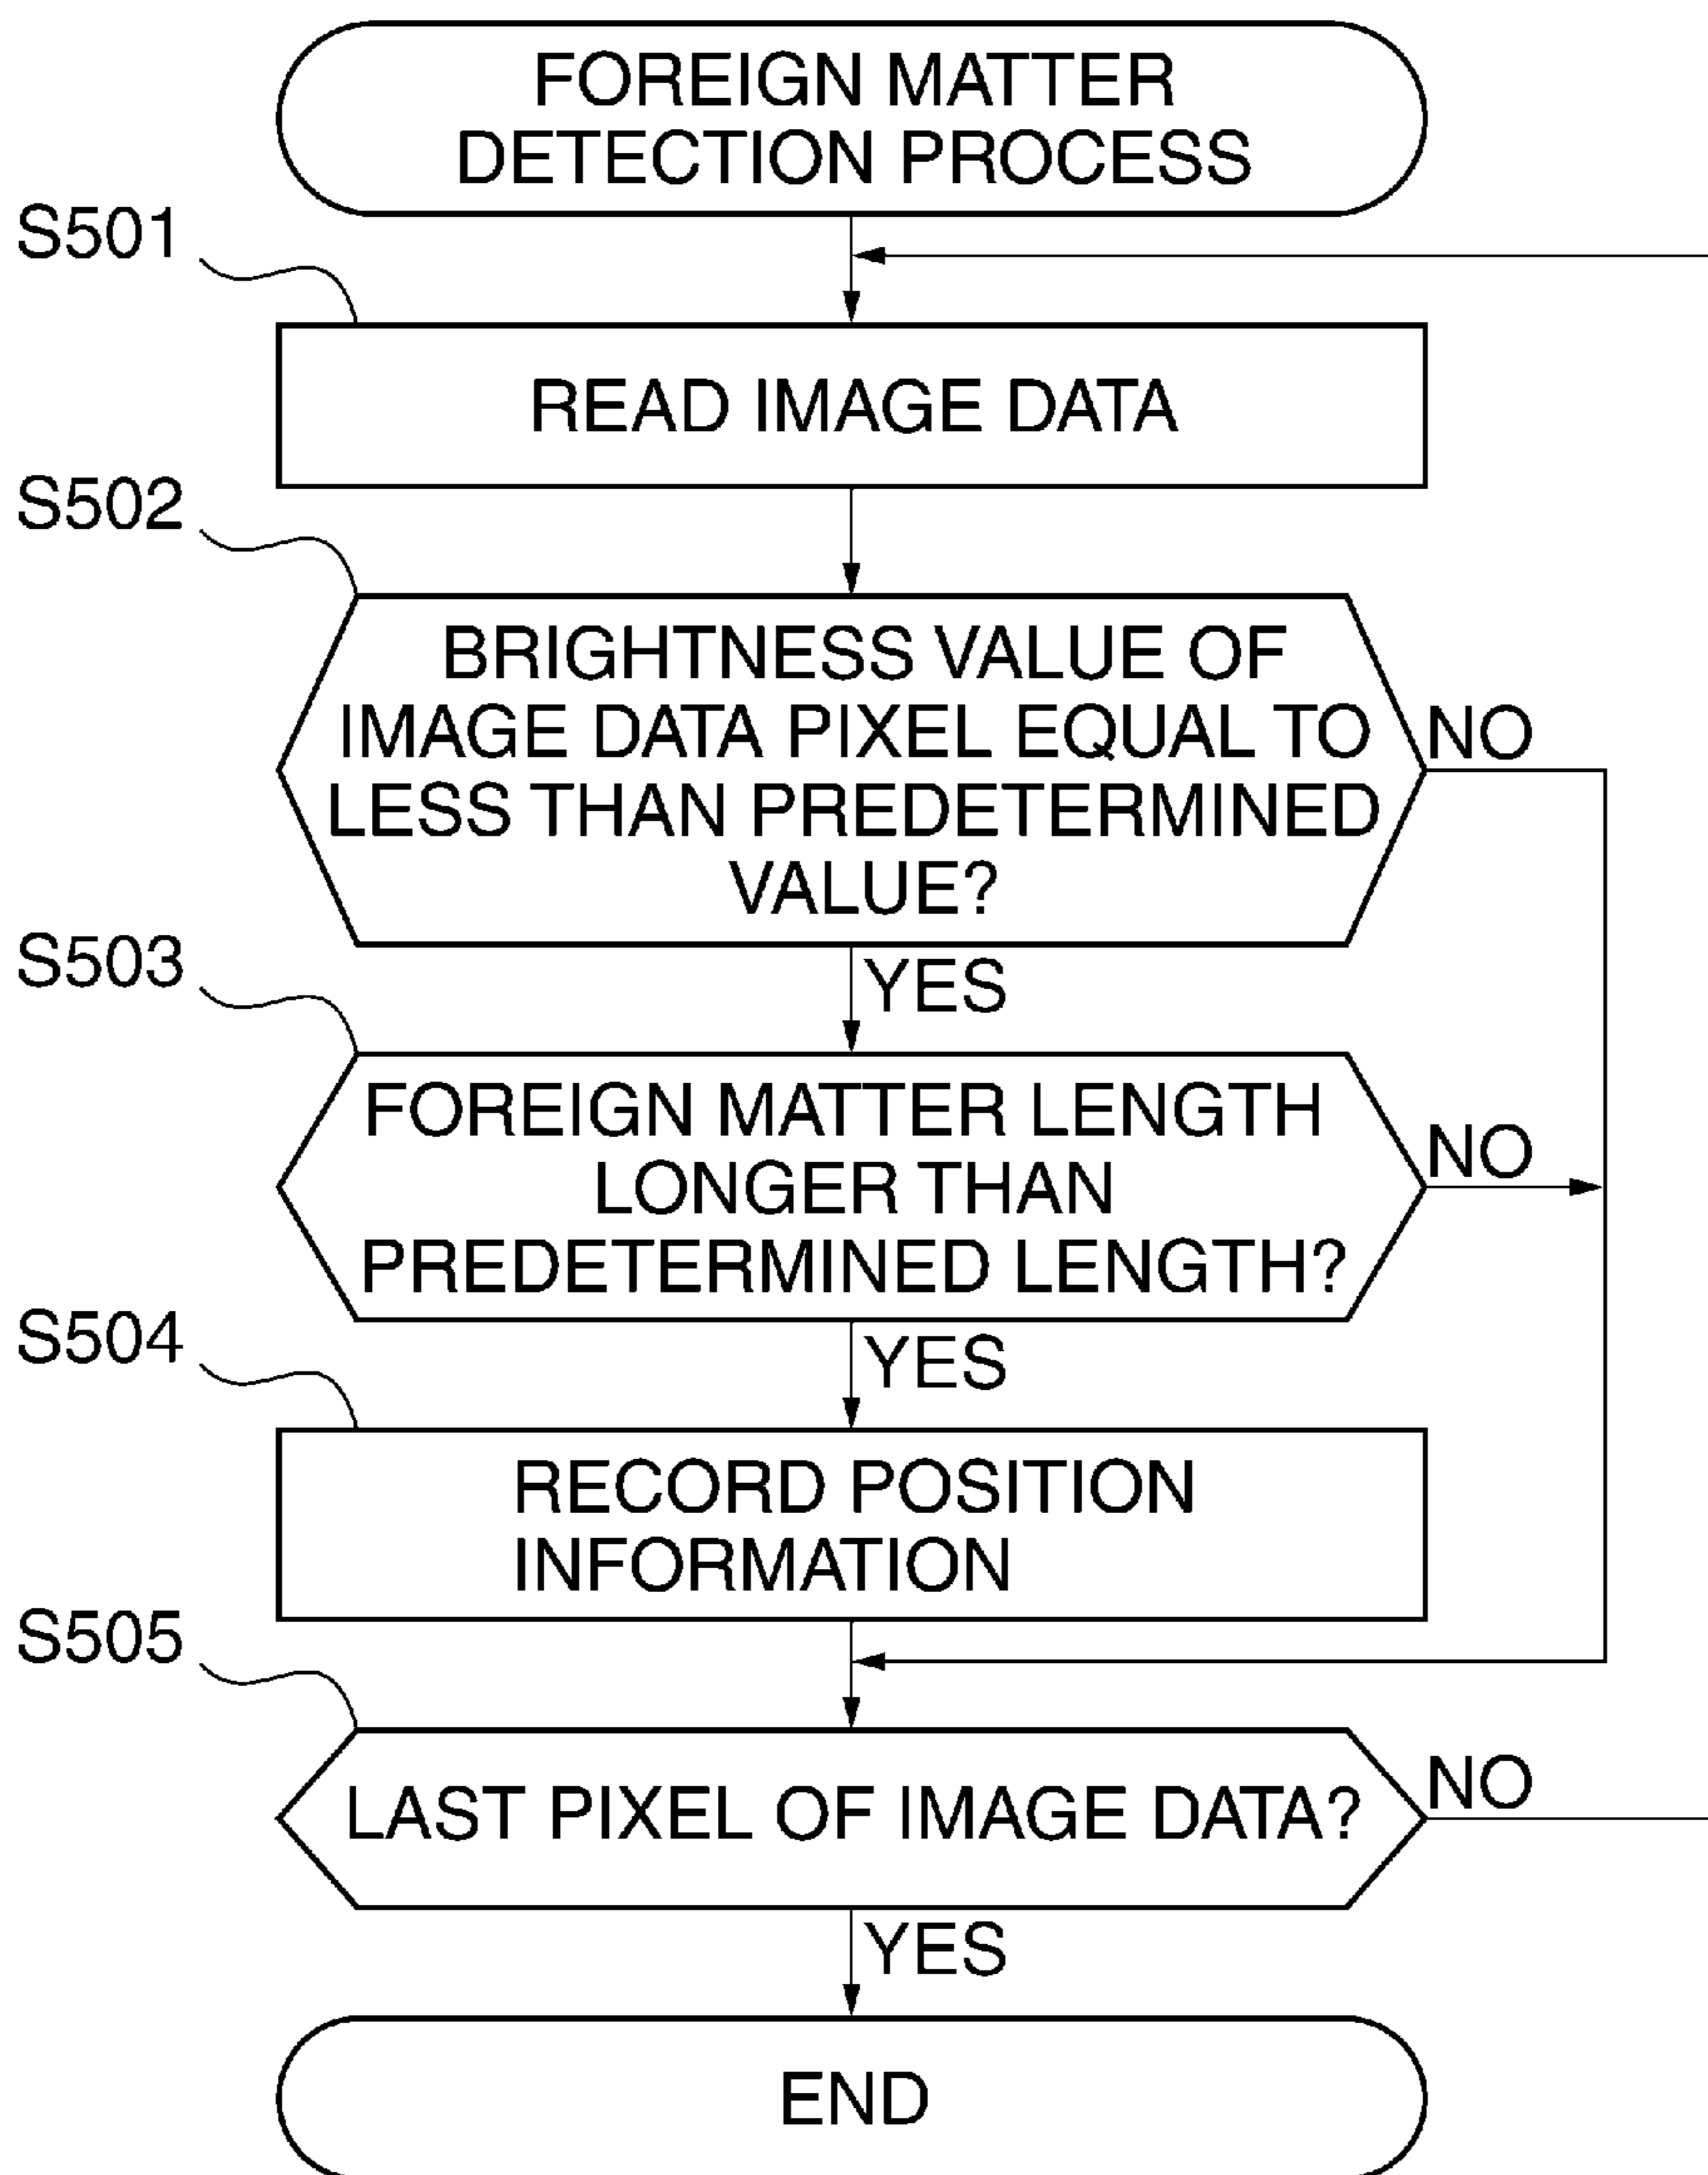 FOREIGN MATTER
DETECTION PROCESS
S501
READ IMAGE DATA
S502
BRIGHTNESS VALUE OF
IMAGE DATA PIXEL EQUAL TO
LESS THAN PREDETERMINED
VALUE?
NO
YES
S503
FOREIGN MATTER LENGTH
LONGER THAN
PREDETERMINED LENGTH?
NO
YES
S504
RECORD POSITION
INFORMATION
S505
LAST PIXEL OF IMAGE DATA?
NO
YES
END